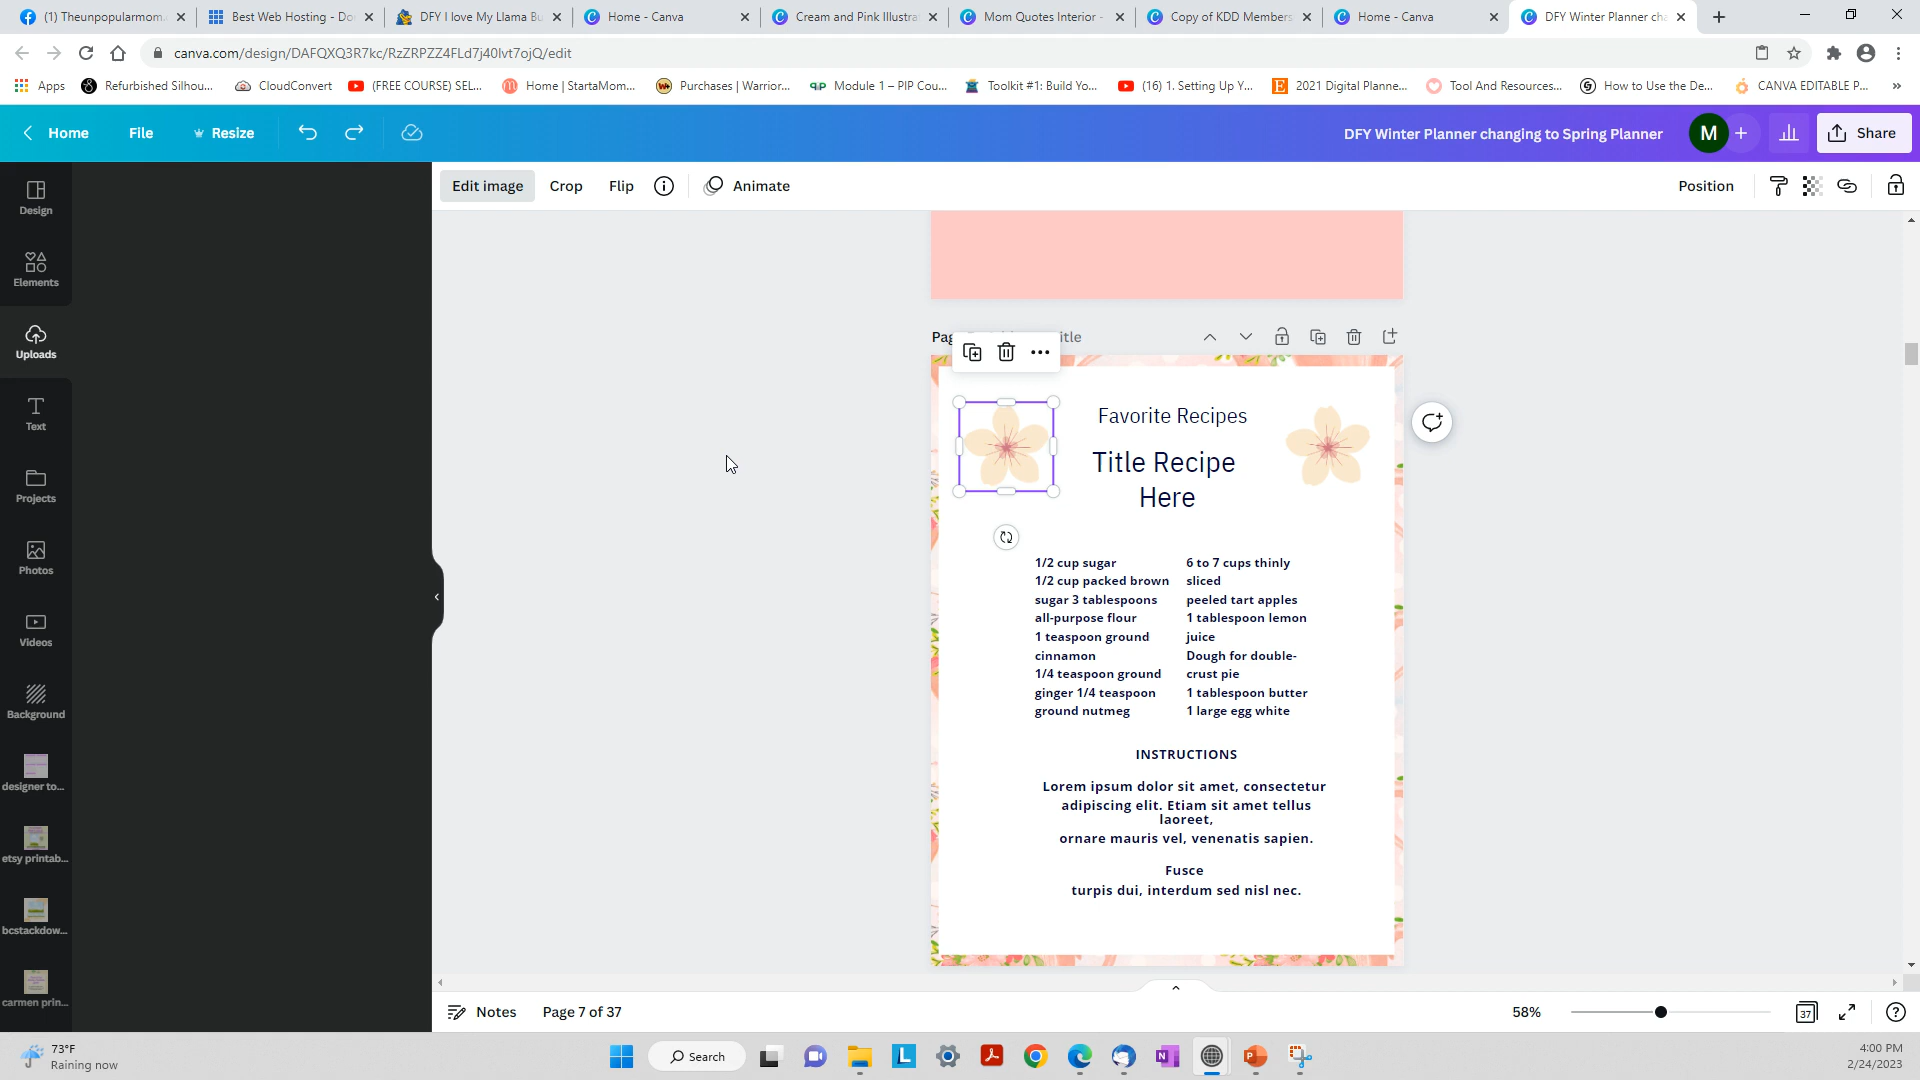 (1) Theunpopularmom.
Best Web Hosting - Do
DFY I love My Llama Bu
Home - Canva
Cream and Pink Illustra
Mom Quotes Interior -
Copy of KDD Members
Home - Canva
DFY Winter Planner cha
canva.com/design/DAFQXQ3R7kc/RzZRPZZ4FLd7j40lvt7ojQ/edit
Apps
Refurbished Silhou...
CloudConvert
(FREE COURSE) SEL...
Home | StartaMom...
Purchases | Warrior...
Module 1 – PIP Cou...
Toolkit #1: Build Yo...
(16) 1. Setting Up Y...
2021 Digital Planne...
Tool And Resources...
How to Use the De...
CANVA EDITABLE P...
Home
File
Resize
DFY Winter Planner changing to Spring Planner
M
Share
Edit image
Crop
Flip
Animate
Position
Design
Elements
Uploads
Text
Projects
Photos
Videos
Background
designer to...
etsy printab...
bcstackdow...
carmen prin...
Favorite Recipes
Title Recipe
Here
1/2 cup sugar
1/2 cup packed brown
sugar 3 tablespoons
all-purpose flour
1 teaspoon ground
cinnamon
1/4 teaspoon ground
ginger 1/4 teaspoon
ground nutmeg
6 to 7 cups thinly
sliced
peeled tart apples
1 tablespoon lemon
juice
Dough for double-
crust pie
1 tablespoon butter
1 large egg white
INSTRUCTIONS
Lorem ipsum dolor sit amet, consectetur
adipiscing elit. Etiam sit amet tellus
laoreet,
ornare mauris vel, venenatis sapien.
Fusce
turpis dui, interdum sed nisl nec.
Notes
Page 7 of 37
58%
37
73°F
Raining now
Search
4:00 PM
2/24/2023